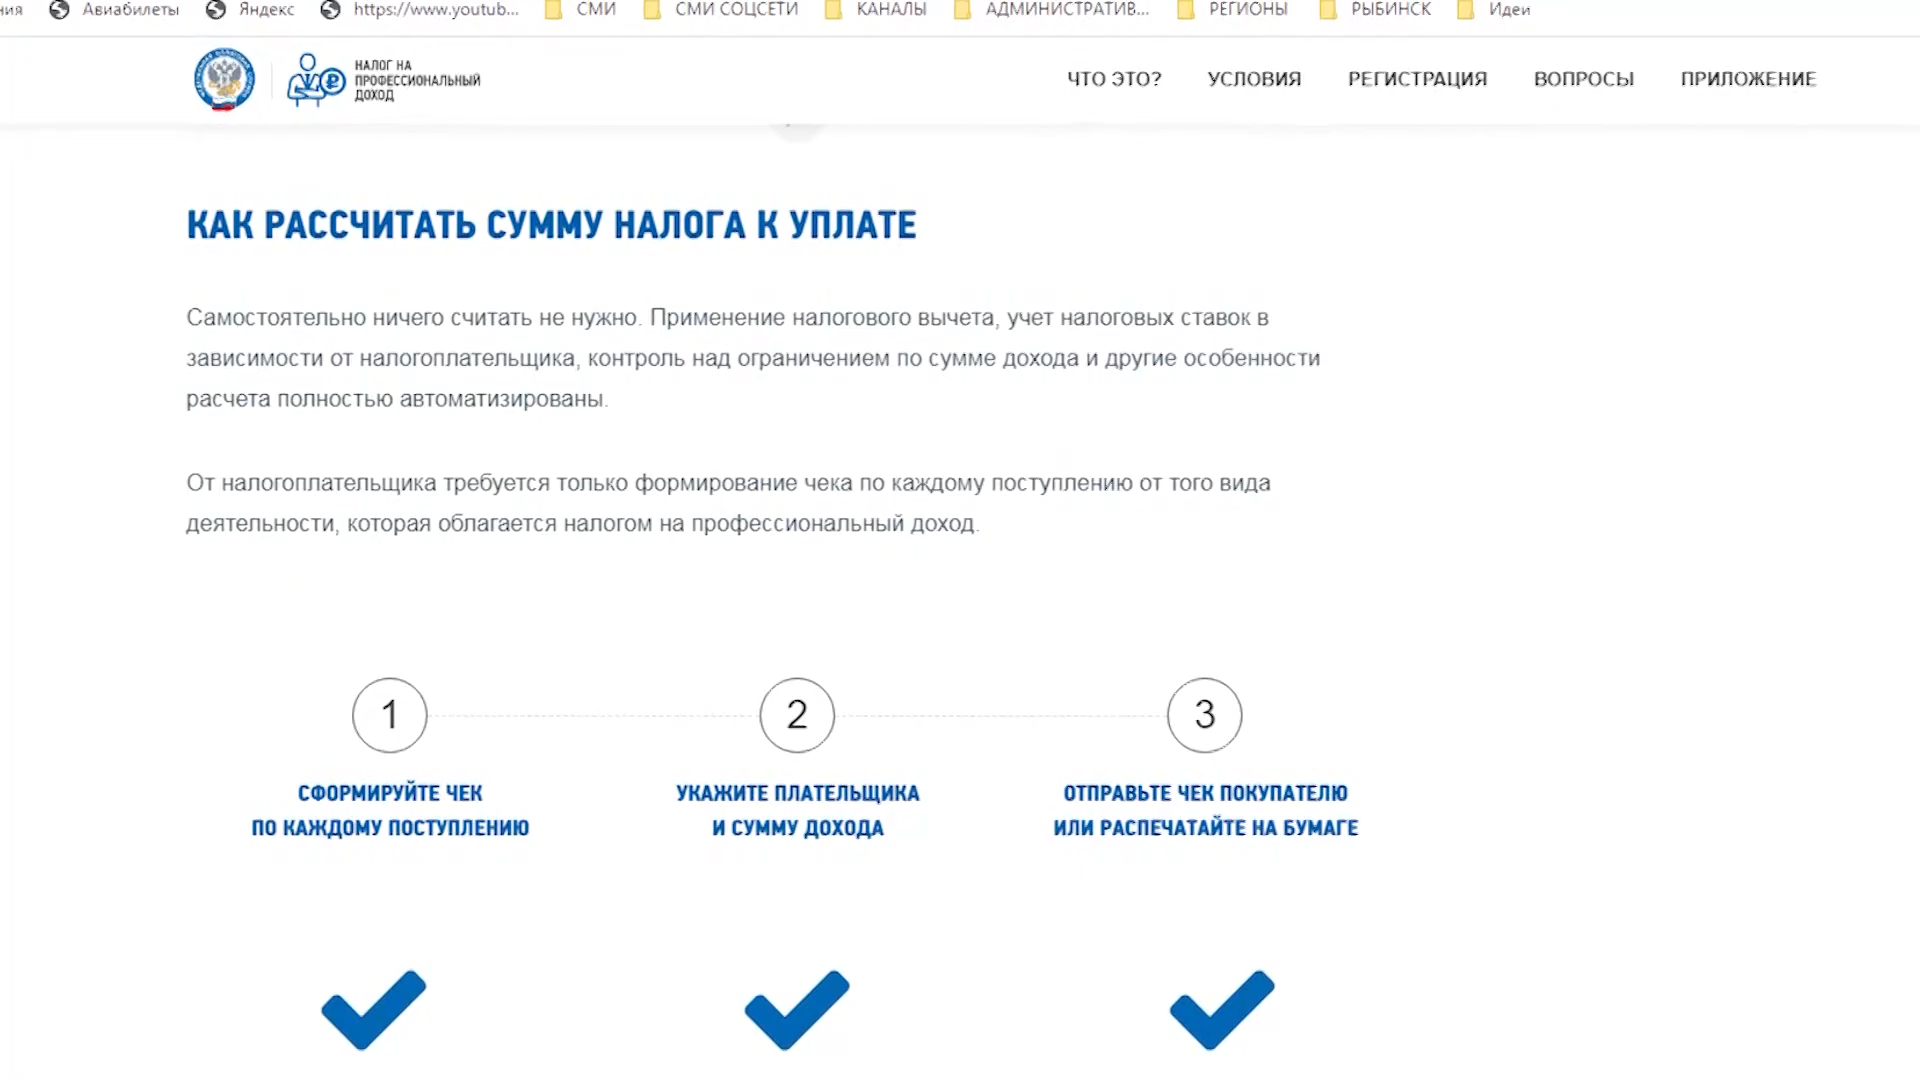 ния Авиабилеты Яндекс https://www.youtub... СМИ СМИ СОЦСЕТИ КАНАЛЫ АДМИНИСТРАТИВ... РЕГИОНЫ РЫБИНСК Идеи
НАЛОГ НА
ПРОФЕССИОНАЛЬНЫЙ
ДОХОД
ЧТО ЭТО? УСЛОВИЯ РЕГИСТРАЦИЯ ВОПРОСЫ ПРИЛОЖЕНИЕ
КАК РАССЧИТАТЬ СУММУ НАЛОГА К УПЛАТЕ
Самостоятельно ничего считать не нужно. Применение налогового вычета, учет налоговых ставок в
зависимости от налогоплательщика, контроль над ограничением по сумме дохода и другие особенности
расчета полностью автоматизированы.
От налогоплательщика требуется только формирование чека по каждому поступлению от того вида
деятельности, которая облагается налогом на профессиональный доход.
1 2 3
СФОРМИРУЙТЕ ЧЕК
ПО КАЖДОМУ ПОСТУПЛЕНИЮ
УКАЖИТЕ ПЛАТЕЛЬЩИКА
И СУММУ ДОХОДА
ОТПРАВЬТЕ ЧЕК ПОКУПАТЕЛЮ
ИЛИ РАСПЕЧАТАЙТЕ НА БУМАГЕ